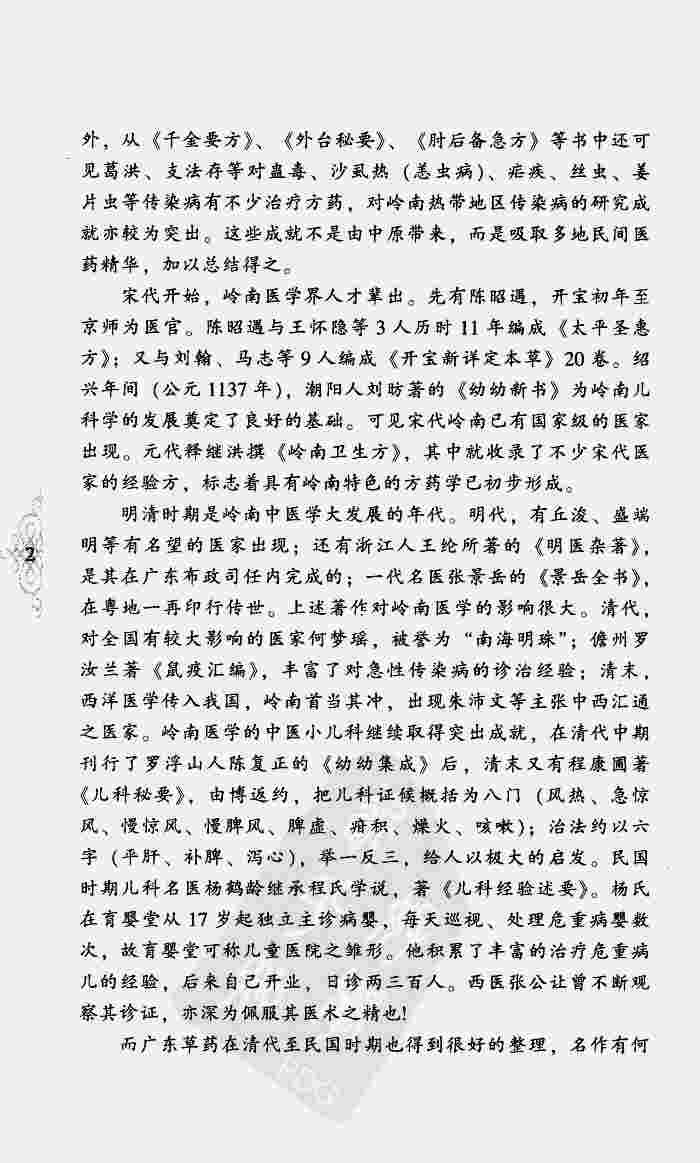 外，从《千金要方》、《外台秘要》、《肘后备急方》等书中还可
见葛洪、支法存等对蛊毒、沙虱热（恙虫病）、疟疾、丝虫、姜
片虫等传染病有不少治疗方药，对岭南热带地区传染病的研究成
就亦较为突出。这些成就不是由中原带来，而是吸取多地民间医
药精华，加以总结得之。
宋代开始，岭南医学界人才辈出。先有陈昭遇，开宝初年至
京师为医官。陈昭遇与王怀隐等3人历时11年编成《太平圣惠
方》；又与刘翰、马志等9人编成《开宝新详定本草》20卷。绍
兴年间（公元1137年），潮阳人刘昉著的《幼幼新书》为岭南儿
科学的发展奠定了良好的基础。可见宋代岭南已有国家级的医家
出现。元代释继洪撰《岭南卫生方》，其中就收录了不少宋代医
家的经验方，标志着具有岭南特色的方药学已初步形成。
明清时期是岭南中医学大发展的年代。明代，有丘浚、盛端
明等有名望的医家出现；还有浙江人王纶所著的《明医杂著》，
是其在广东布政司任内完成的；一代名医张景岳的《景岳全书》，
在粤地一再印行传世。上述著作对岭南医学的影响很大。清代，
对全国有较大影响的医家何梦瑶，被誉为“南海明珠”；儋州罗
汝兰著《鼠疫汇编》，丰富了对急性传染病的诊治经验；清末，
西洋医学传入我国，岭南首当其冲，出现朱沛文等主张中西汇通
之医家。岭南医学的中医小儿科继续取得突出成就，在清代中期
刊行了罗浮山人陈复正的《幼幼集成》后，清末又有程康圃著
《儿科秘要》，由博返约，把儿科证候概括为八门（风热、急惊
风、慢惊风、慢脾风、脾虚、疳积、燥火、咳嗽）；治法约以六
字（平肝、补脾、泻心），举一反三，给人以极大的启发。民国
时期儿科名医杨鹤龄继承程氏学说，著《儿科经验述要》。杨氏
在育婴堂从17岁起独立主诊病婴，每天巡视、处理危重病婴数
次，故育婴堂可称儿童医院之雏形。他积累了丰富的治疗危重病
儿的经验，后来自己开业，日诊两三百人。西医张公让曾不断观
察其诊证，亦深为佩服其医术之精也！
而广东草药在清代至民国时期也得到很好的整理，名作有何
2
PDG